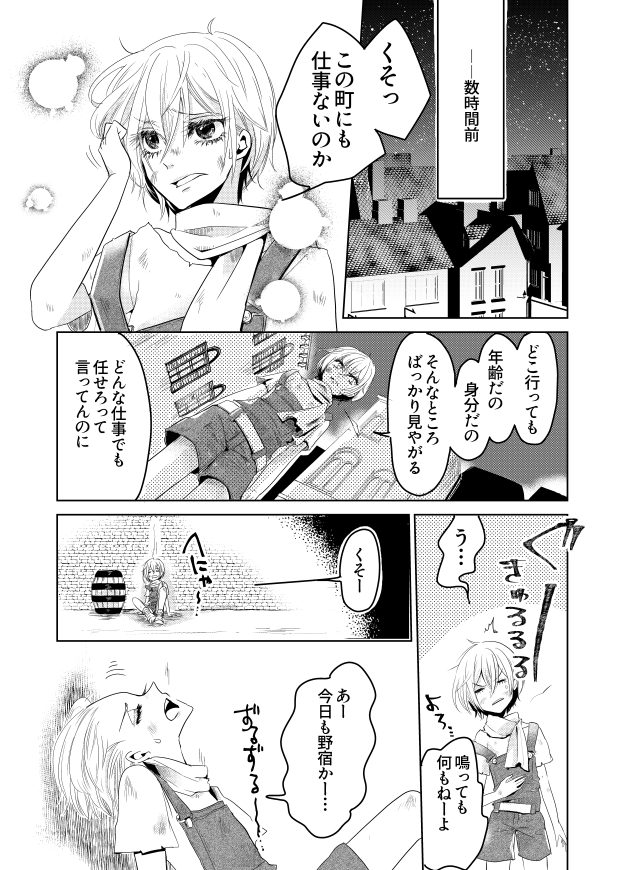 ――数時間前
くそっ
この町にも
仕事ないのか
どこ行っても
年齢だの
身分だの
そんなところ
ばっかり見やがる
どんな仕事でも
任せろって
言ってんのに
グーー
きゅるるる
う…
よろ…
鳴っても
何もねーよ
くそー
へにゃ〜…
あー
今日も野宿かー…
ずるずる〜…